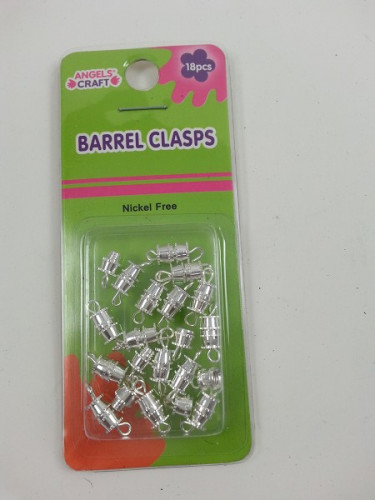 ANGELS'
CRAFT
18pcs
BARREL CLASPS
Nickel Free